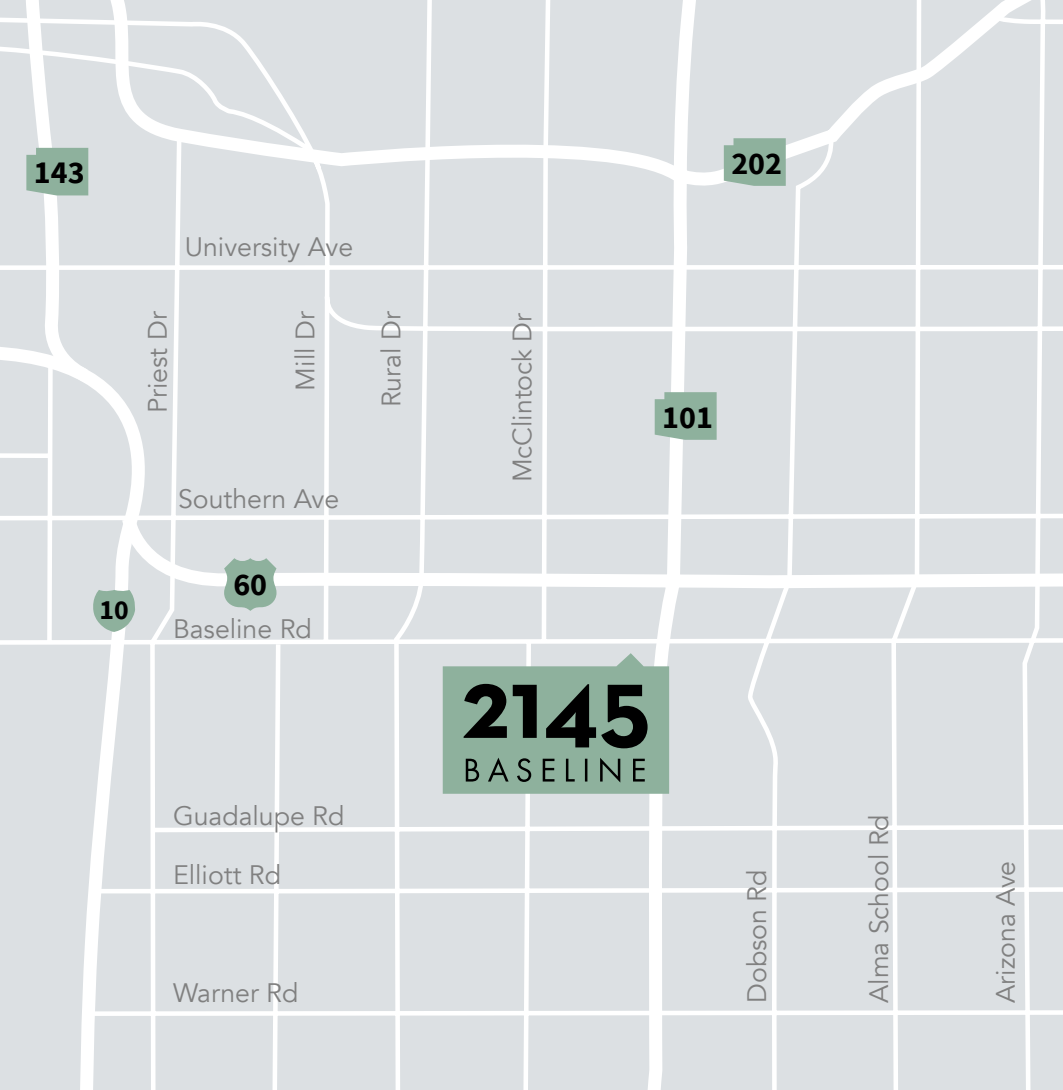 143
202
University Ave
Priest Dr
Mill Dr
Rural Dr
McClintock Dr
101
Southern Ave
60
10
Baseline Rd
2145
BASELINE
Guadalupe Rd
Elliott Rd
Dobson Rd
Alma School Rd
Arizona Ave
Warner Rd